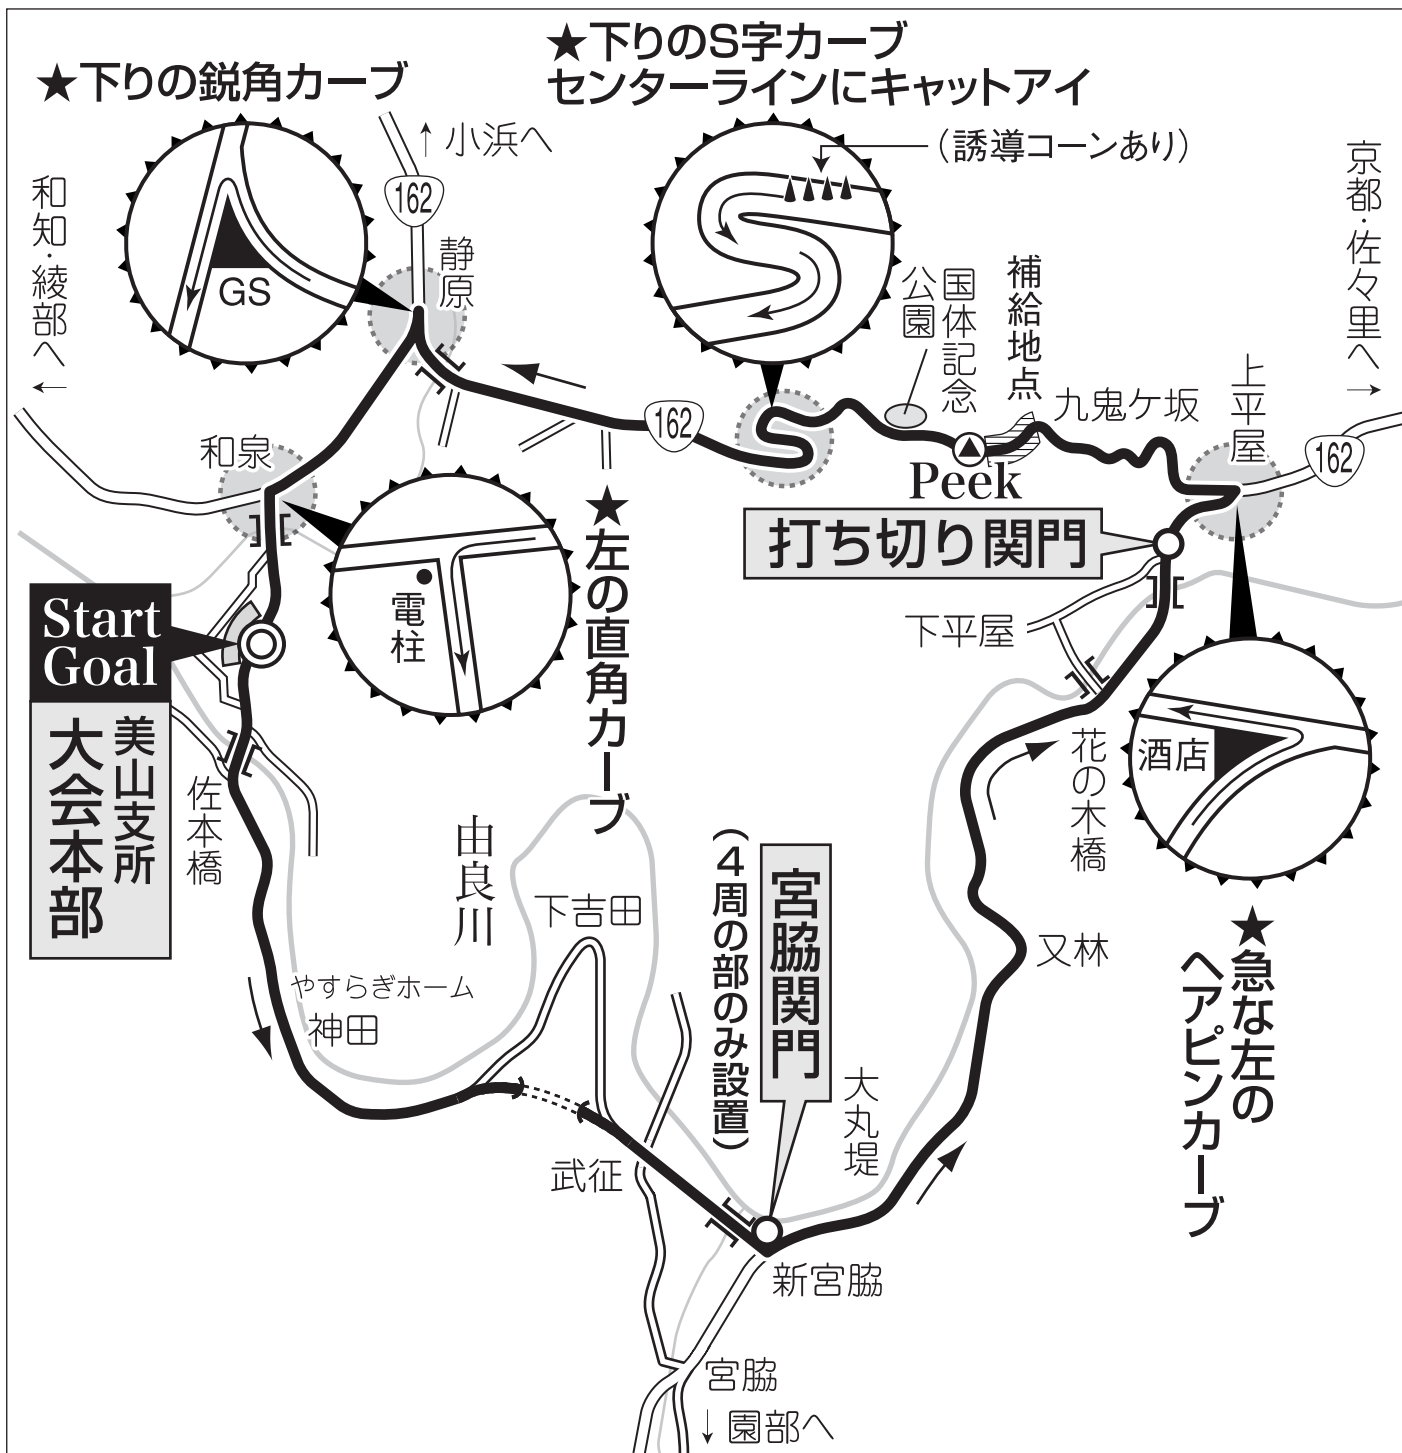 ★下りの鋭角カーブ
★下りのS字カーブ
センターラインにキャットアイ
(誘導コーンあり)
↑小浜へ
162
静原
GS
和知・綾部へ
←
京都・佐々里へ
→
国体記念
公園
補給地点
九鬼ケ坂
上平屋
162
162
Peek
和泉
打ち切り関門
★左の直角カーブ
電柱
下平屋
Start
Goal
美山支所
大会本部
佐本橋
酒店
花の木橋
★急な左の
ヘアピンカーブ
由良川
下吉田
宮脇関門
(4周の部のみ設置)
又林
やすらぎホーム
神田
大丸堤
武征
新宮脇
宮脇
↓園部へ